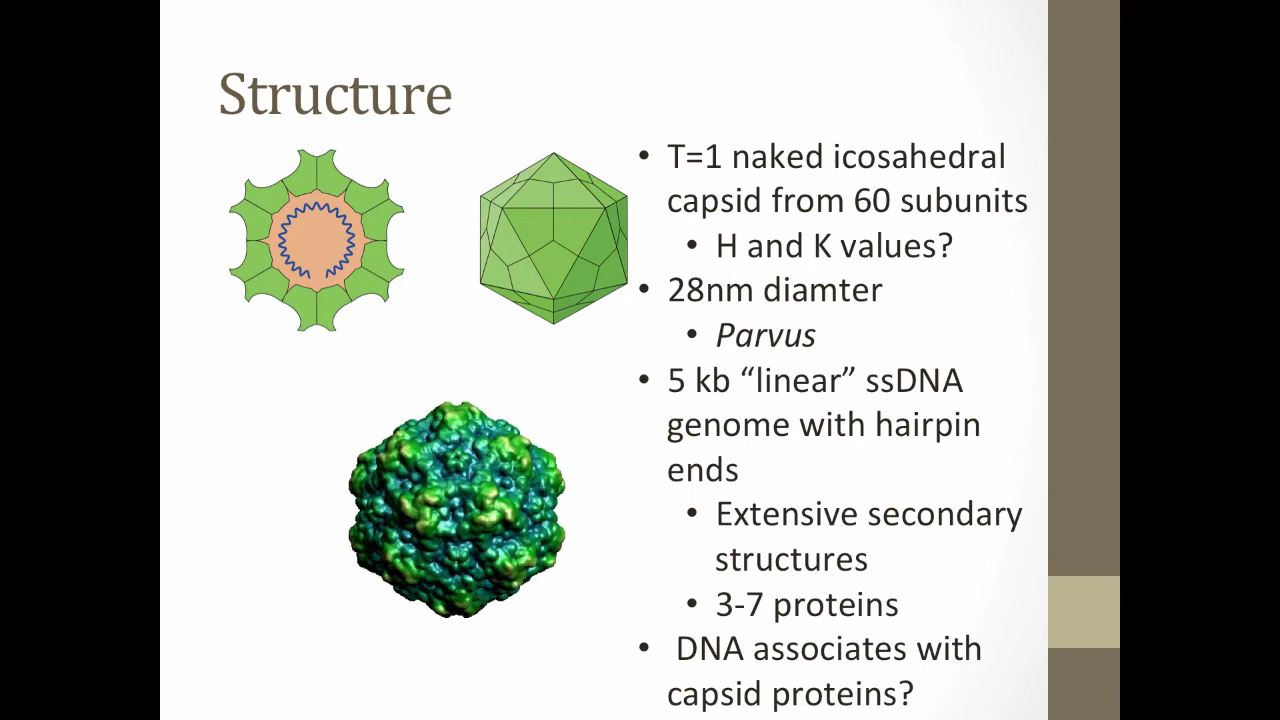 Structure
• T=1 naked icosahedral
capsid from 60 subunits
• H and K values?
• 28nm diamter
• Parvus
• 5 kb “linear” ssDNA
genome with hairpin
ends
• Extensive secondary
structures
• 3-7 proteins
• DNA associates with
capsid proteins?